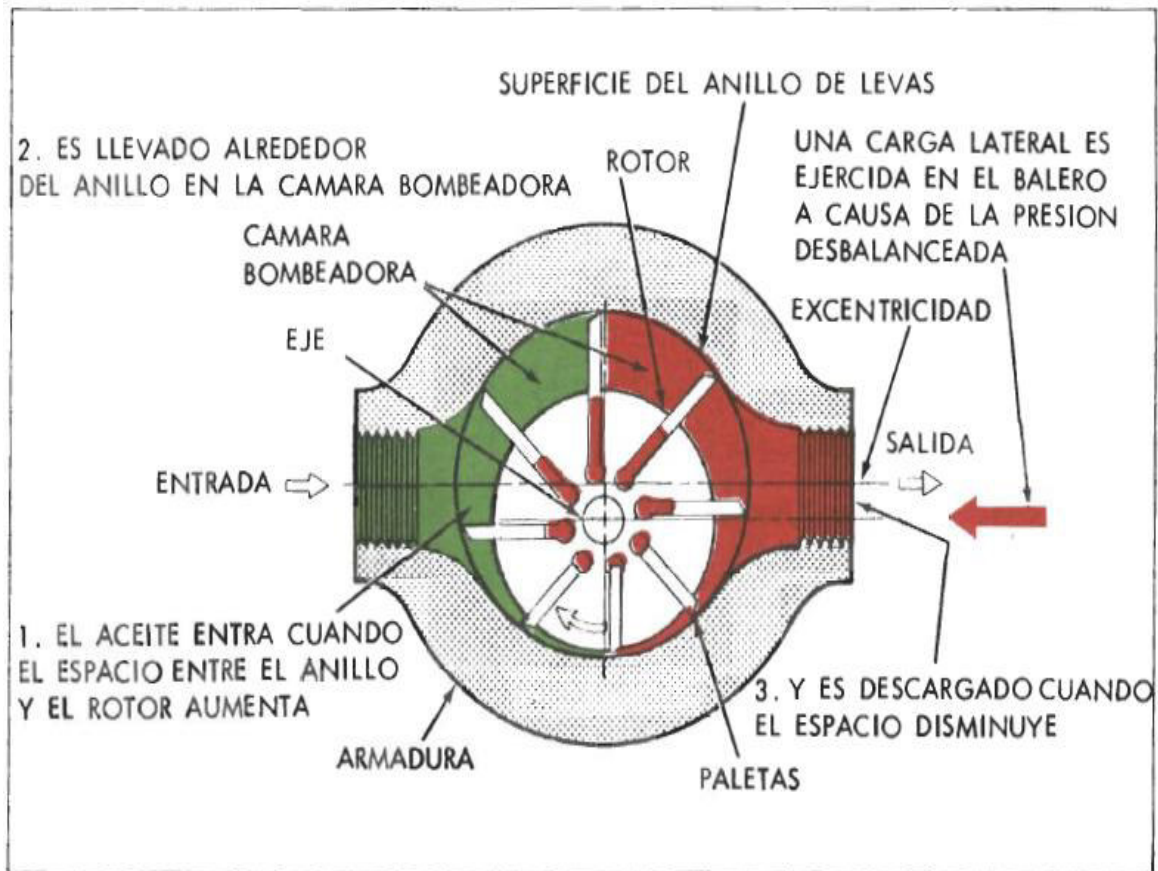 SUPERFICIE DEL ANILLO DE LEVAS
2. ES LLEVADO ALREDEDOR
DEL ANILLO EN LA CAMARA BOMBEADORA
ROTOR
UNA CARGA LATERAL ES
EJERCIDA EN EL BALERO
A CAUSA DE LA PRESION
DESBALANCEADA
CAMARA
BOMBEADORA
EXCENTRICIDAD
EJE
SALIDA
ENTRADA
1. EL ACEITE ENTRA CUANDO
EL ESPACIO ENTRE EL ANILLO
Y EL ROTOR AUMENTA
3. Y ES DESCARGADO CUANDO
EL ESPACIO DISMINUYE
ARMADURA
PALETAS